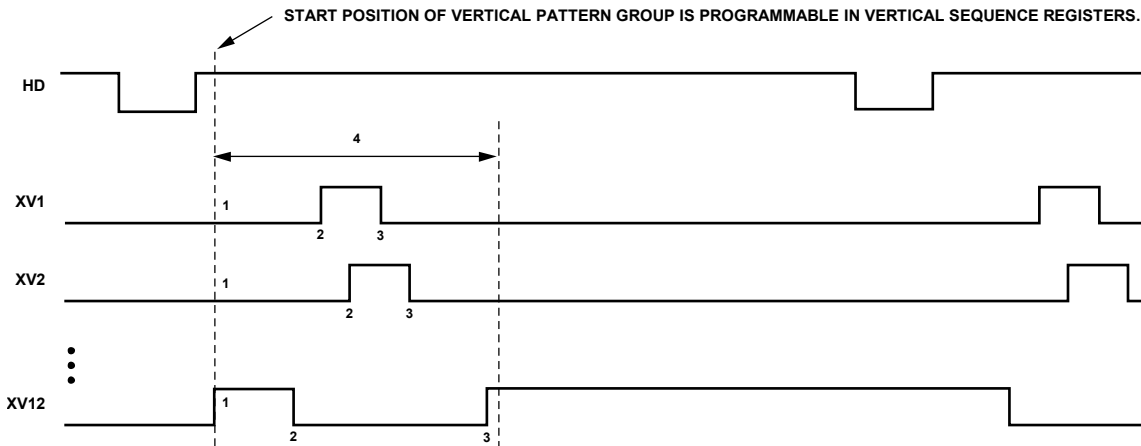 START POSITION OF VERTICAL PATTERN GROUP IS PROGRAMMABLE IN VERTICAL SEQUENCE REGISTERS.
HD
4
XV1
1
2
3
XV2
1
2
3
XV12
1
2
3